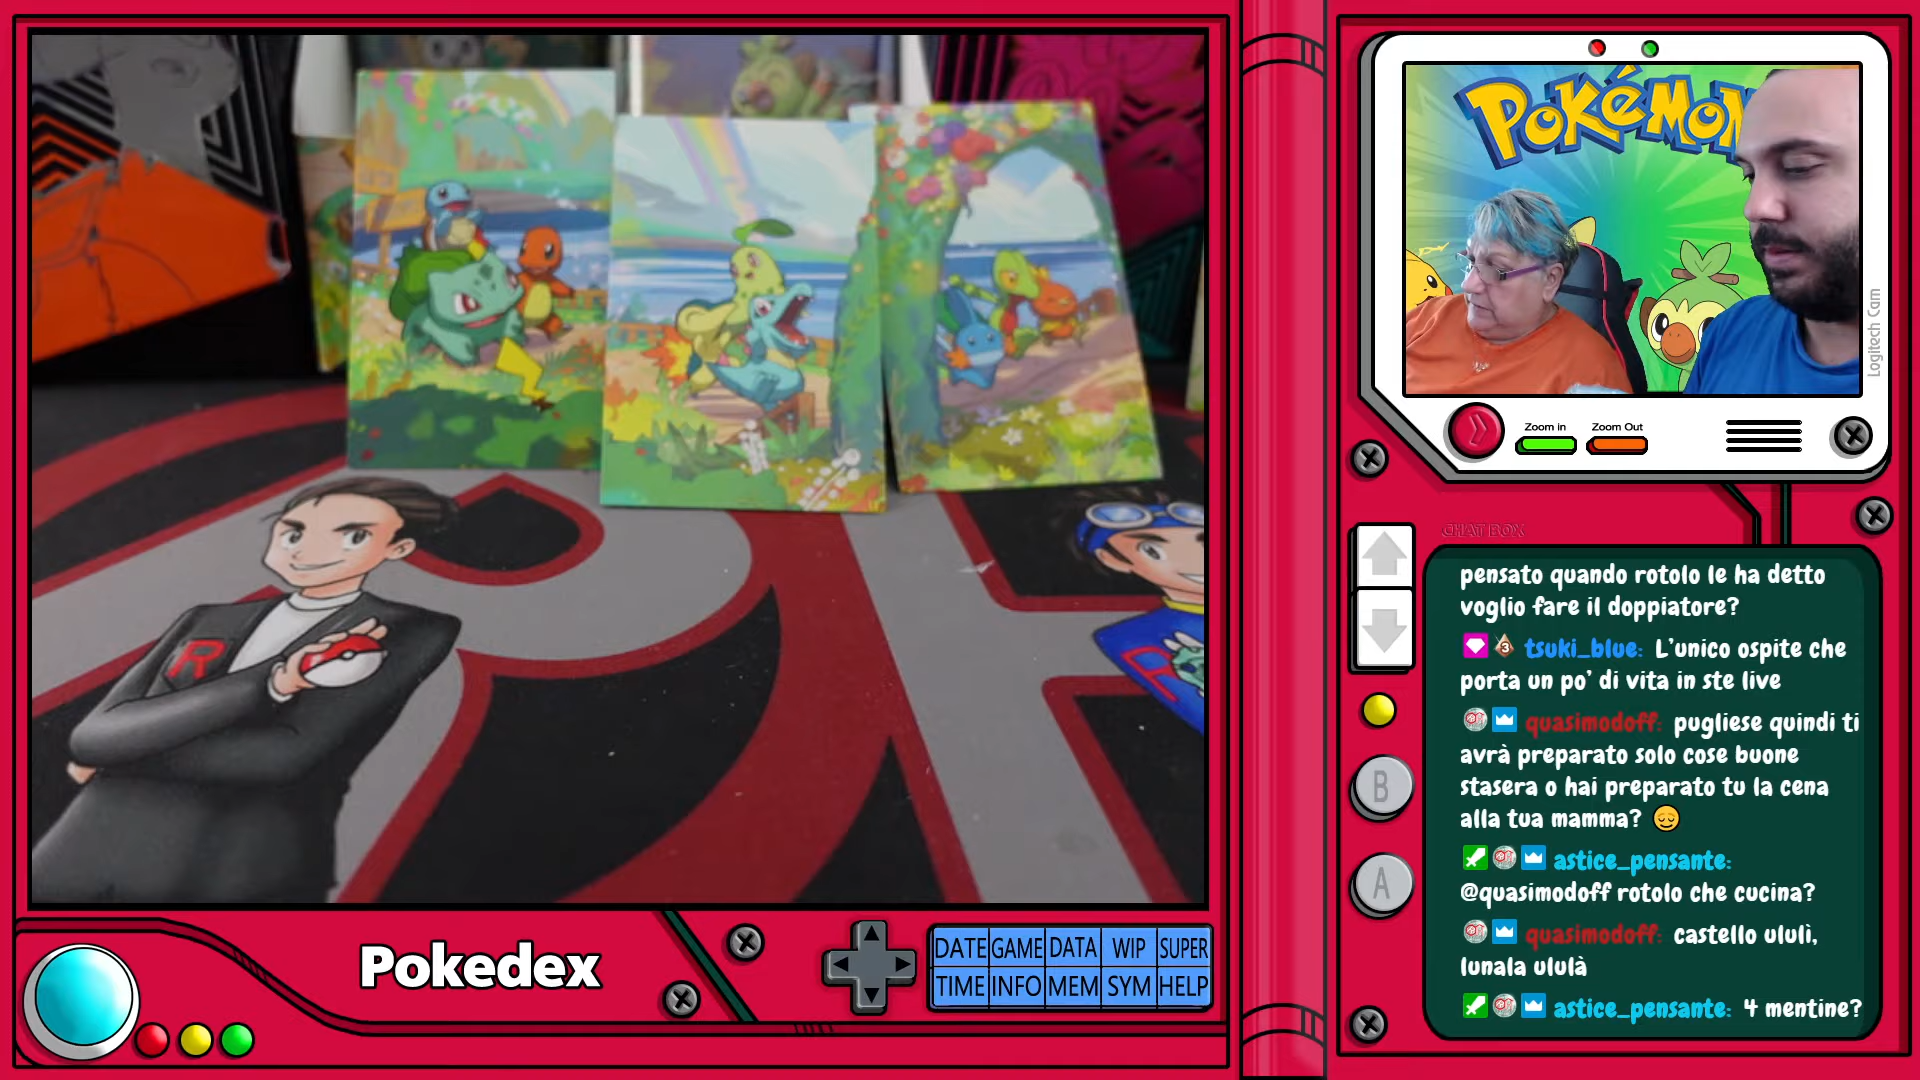 POKÉMON
Logitech Cam
Zoom in
Zoom Out
CHAT BOX
pensato quando rotolo le ha detto
voglio fare il doppiatore?
3 tsuki_blue: L'unico ospite che
porta un po' di vita in ste live
quasimodoff: pugliese quindi ti
avrà preparato solo cose buone
stasera o hai preparato tu la cena
alla tua mamma?
astice_pensante:
@quasimodoff rotolo che cucina?
quasimodoff: castello ululì,
lunala ululà
astice_pensante: 4 mentine?
B
A
R
Pokedex
DATE GAME DATA WIP SUPER
TIME INFO MEM SYM HELP